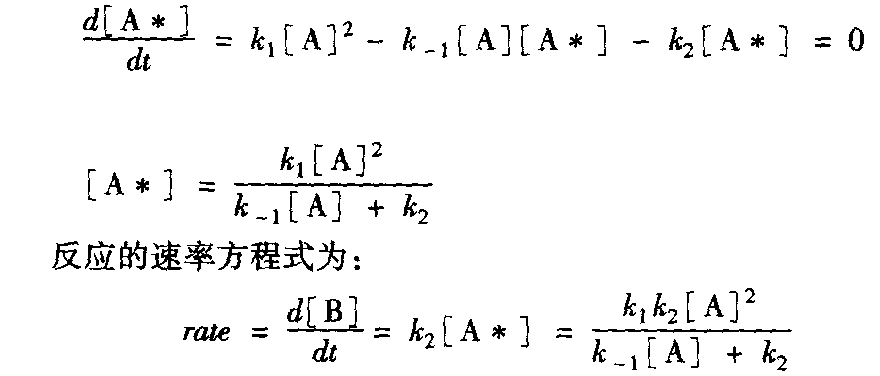 d[A*]/dt = k₁[A]² - k₋₁[A][A*] - k₂[A*] = 0
[A*] = k₁[A]² / (k₋₁[A] + k₂)
反应的速率方程式为:
rate = d[B]/dt = k₂[A*] = k₁k₂[A]² / (k₋₁[A] + k₂)